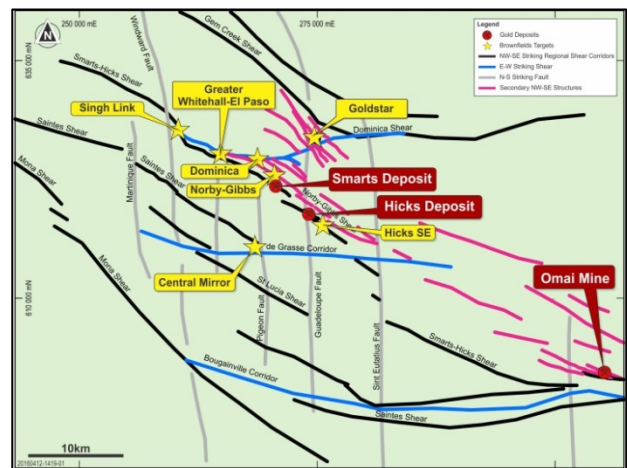 250 000 mE
275 000 mE
635 000 mN
610 000 mN
N
Legend
Gold Deposits
Brownfields Targets
NW-SE Striking Regional Shear Corridors
E-W Striking Shear
N-S Striking Fault
Secondary NW-SE Structures
Windward Fault
Gem Creek Shear
Smarts-Hicks Shear
Greater
Whitehall-El Paso
Goldstar
Singh Link
Dominica Shear
Saintes Shear
Martinique Fault
Dominica
Norby-Gibbs
Smarts Deposit
Mona Shear
Saintes Shear
Norby-Gibbs Shear
Hicks Deposit
Hicks SE
de Grasse Corridor
Central Mirror
Mona Shear
St Lucia Shear
Pigeon Fault
Guadeloupe Fault
Sint Eutatius Fault
Omai Mine
Smarts-Hicks Shear
Bougainville Corridor
Saintes Shear
10km
20160412-1419-01